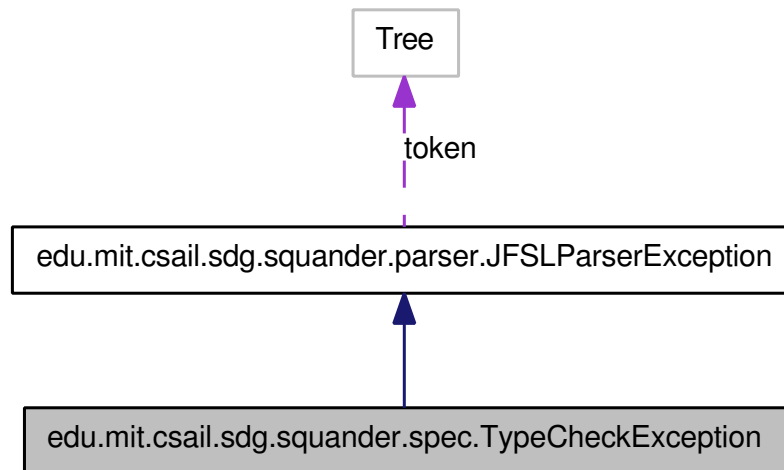 Tree
token
edu.mit.csail.sdg.squander.parser.JFSLParserException
edu.mit.csail.sdg.squander.spec.TypeCheckException